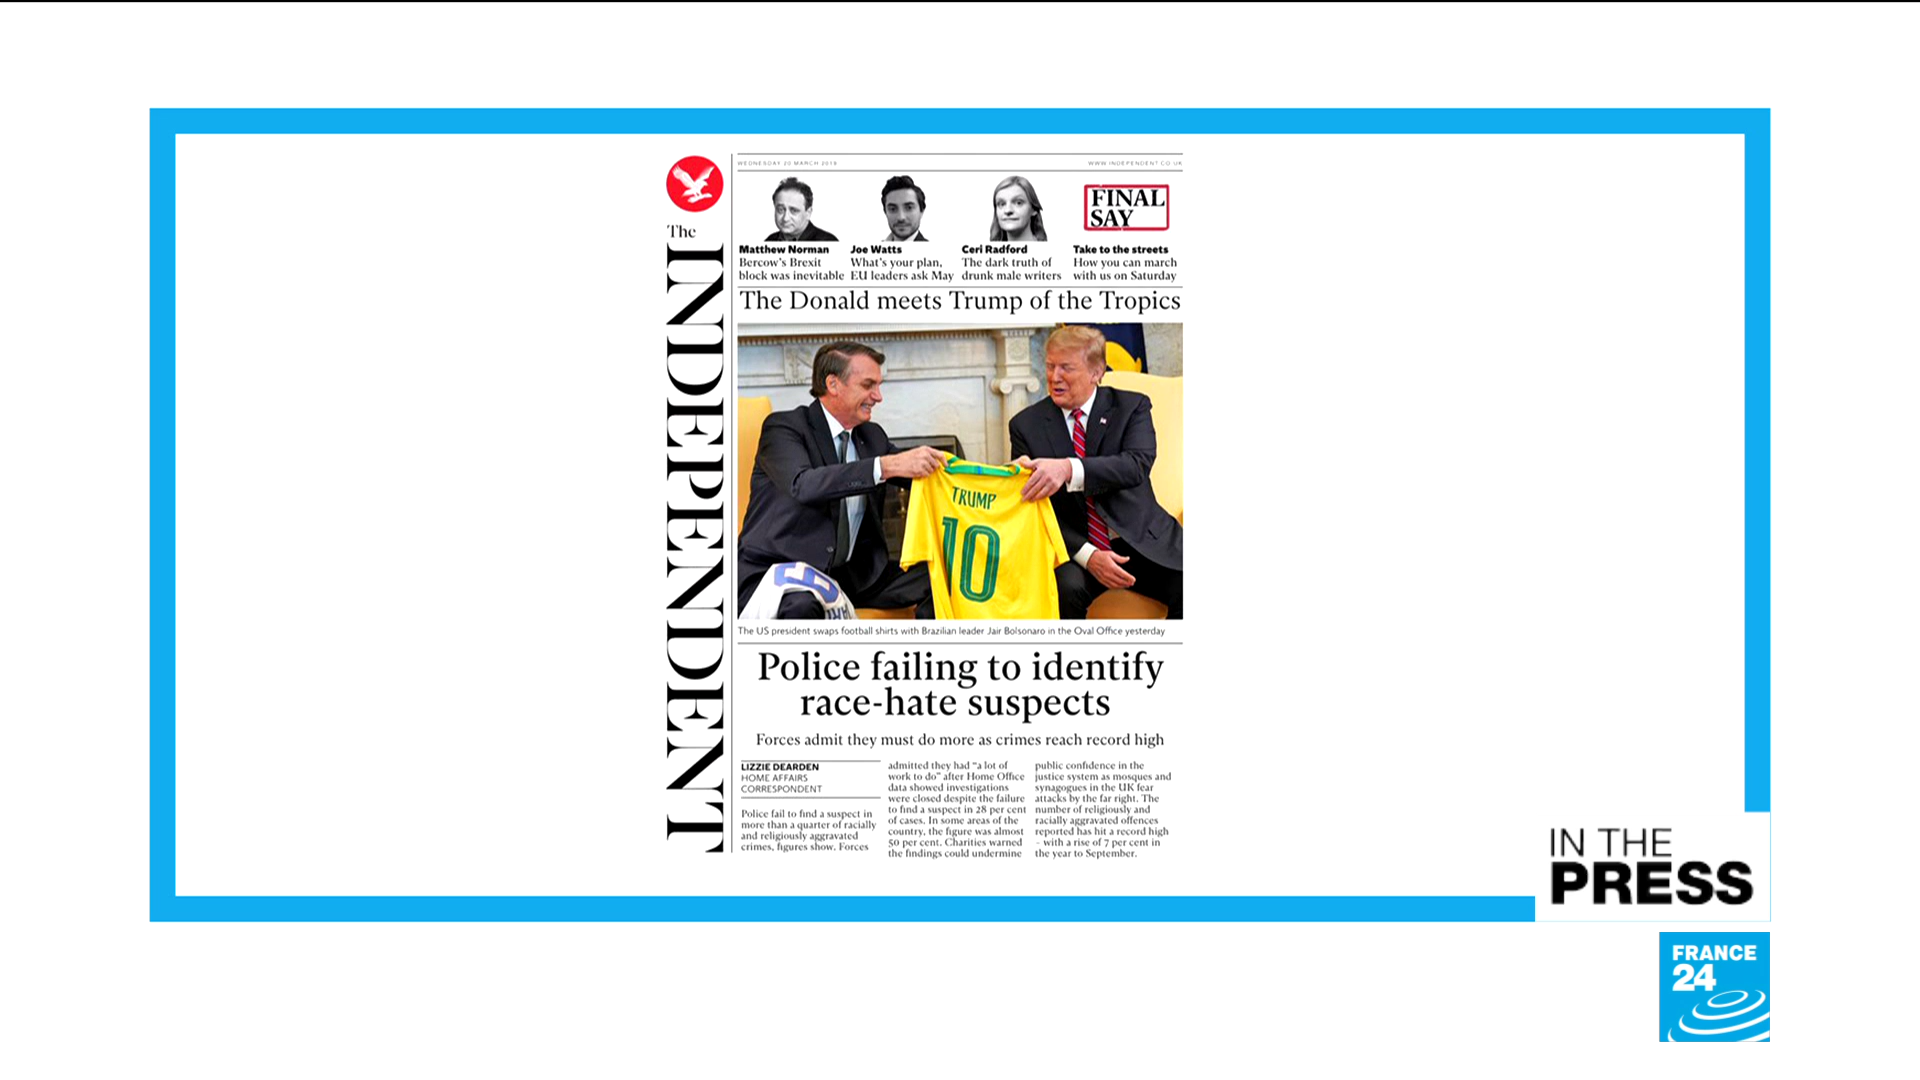 WEDNESDAY 20 MARCH 2019
WWW.INDEPENDENT.CO.UK
The
INDEPENDENT
Matthew Norman
Bercow's Brexit
block was inevitable
Joe Watts
What's your plan,
EU leaders ask May
Ceri Radford
The dark truth of
drunk male writers
FINAL
SAY
Take to the streets
How you can march
with us on Saturday
The Donald meets Trump of the Tropics
TRUMP
10
The US president swaps football shirts with Brazilian leader Jair Bolsonaro in the Oval Office yesterday
Police failing to identify
race-hate suspects
Forces admit they must do more as crimes reach record high
LIZZIE DEARDEN
HOME AFFAIRS
CORRESPONDENT
Police fail to find a suspect in
more than a quarter of racially
and religiously aggravated
crimes, figures show. Forces
admitted they had "a lot of
work to do" after Home Office
data showed investigations
were closed despite the failure
to find a suspect in 28 per cent
of cases. In some areas of the
country, the figure was almost
50 per cent. Charities warned
the findings could undermine
public confidence in the
justice system as mosques and
synagogues in the UK fear
attacks by the far right. The
number of religiously and
racially aggravated offences
reported has hit a record high
– with a rise of 7 per cent in
the year to September.
IN THE
PRESS
FRANCE
24